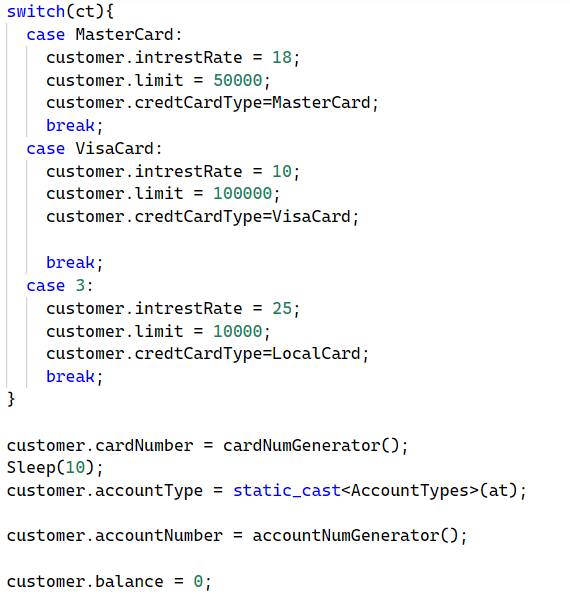 switch(ct){
  case MasterCard:
    customer.intrestRate = 18;
    customer.limit = 50000;
    customer.credtCardType=MasterCard;
    break;
  case VisaCard:
    customer.intrestRate = 10;
    customer.limit = 100000;
    customer.credtCardType=VisaCard;

    break;
  case 3:
    customer.intrestRate = 25;
    customer.limit = 10000;
    customer.credtCardType=LocalCard;
    break;
}

customer.cardNumber = cardNumGenerator();
Sleep(10);
customer.accountType = static_cast<AccountTypes>(at);

customer.accountNumber = accountNumGenerator();

customer.balance = 0;